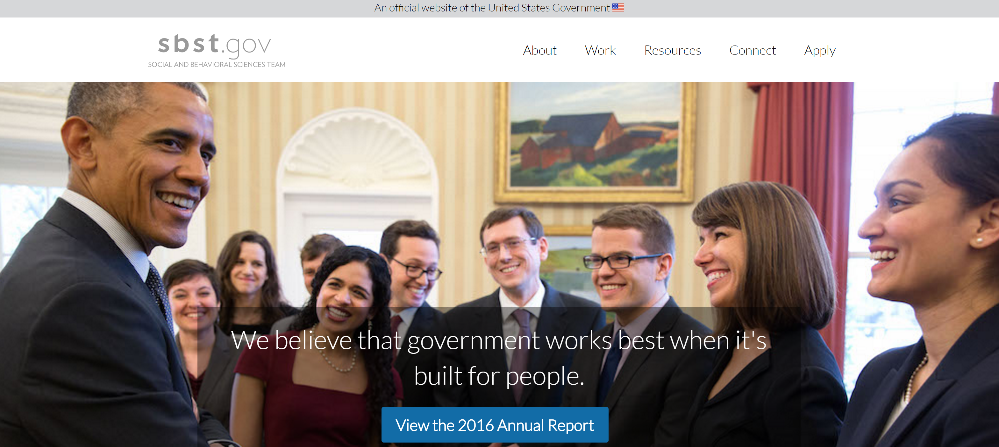 An official website of the United States Government
sbst.gov
SOCIAL AND BEHAVIORAL SCIENCES TEAM
About
Work
Resources
Connect
Apply
We believe that government works best when it's
built for people.
View the 2016 Annual Report